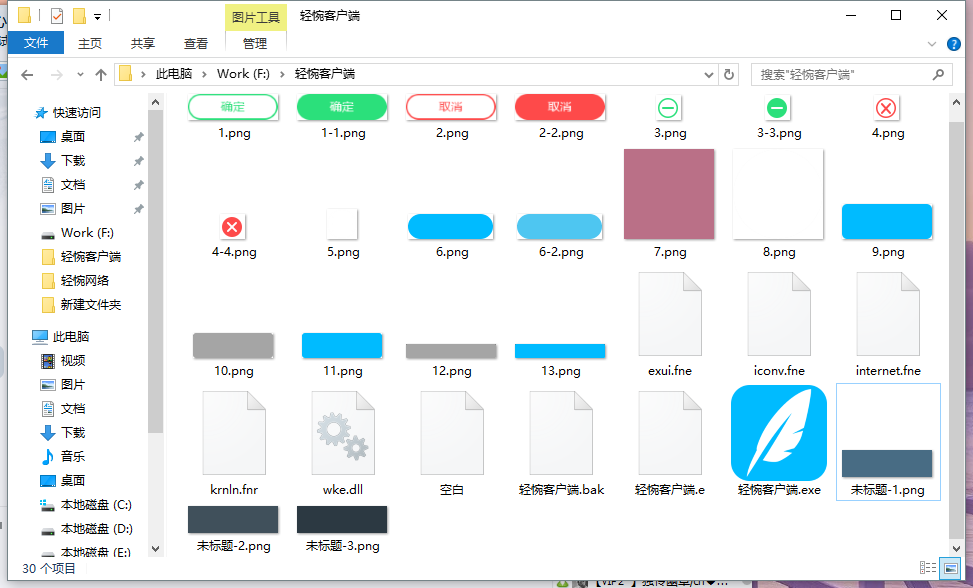 图片工具 轻惋客户端
文件 主页 共享 查看 管理
此电脑 Work (F:) 轻惋客户端
搜索"轻惋客户端"
快速访问
桌面
下载
文档
图片
Work (F:)
轻惋客户端
轻惋网络
新建文件夹
此电脑
视频
图片
文档
下载
音乐
桌面
本地磁盘 (C:)
本地磁盘 (D:)
本地磁盘 (E:)
确定 确定 取消 取消
1.png 1-1.png 2.png 2-2.png 3.png 3-3.png 4.png
4-4.png 5.png 6.png 6-2.png 7.png 8.png 9.png
10.png 11.png 12.png 13.png exui.fne iconv.fne internet.fne
krnln.fnr wke.dll 空白 轻惋客户端.bak 轻惋客户端.e 轻惋客户端.exe 未标题-1.png
未标题-2.png 未标题-3.png
30 个项目